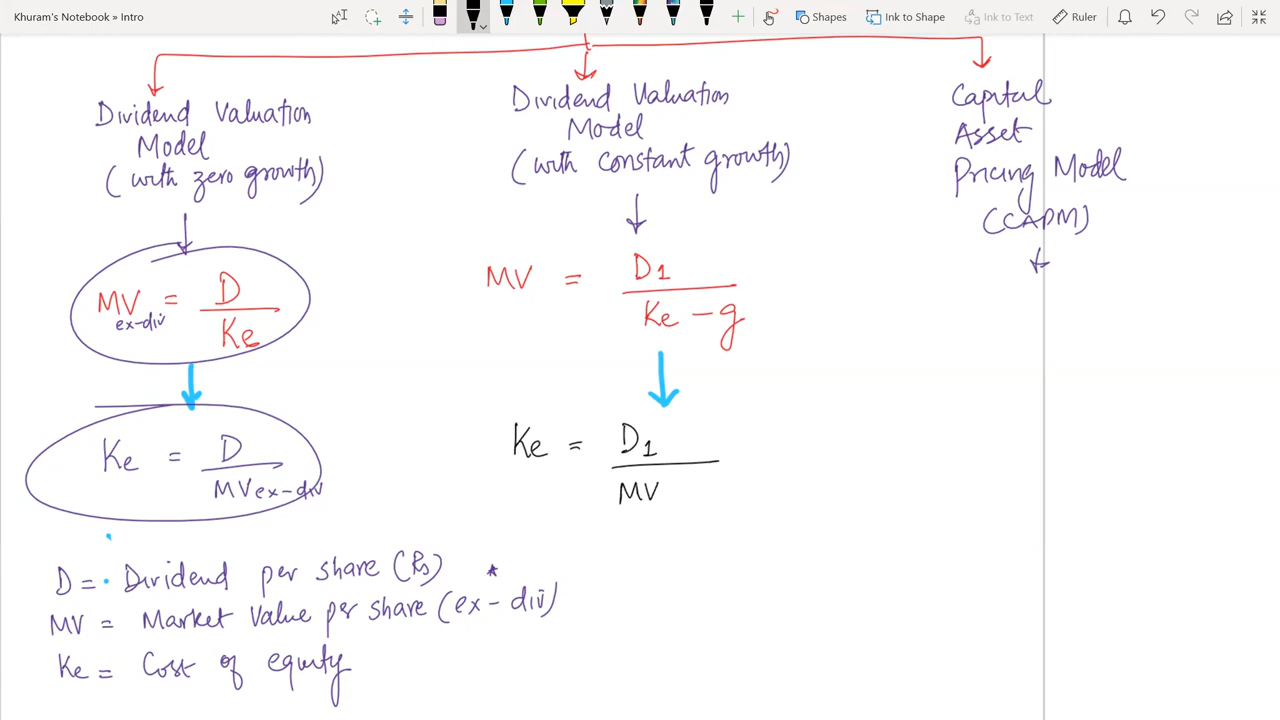 Khuram's Notebook » Intro
Shapes
Ink to Shape
Ink to Text
Ruler
Dividend Valuation
Model
(with zero growth)
MV ex-div = D / Ke
Ke = D / MV ex-div
Dividend Valuation
Model
(with constant growth)
MV = D1 / Ke - g
Ke = D1 / MV
Capital
Asset
Pricing Model
(CAPM)
D = Dividend per share (Rs) *
MV = Market Value per share (ex-div)
Ke = Cost of equity